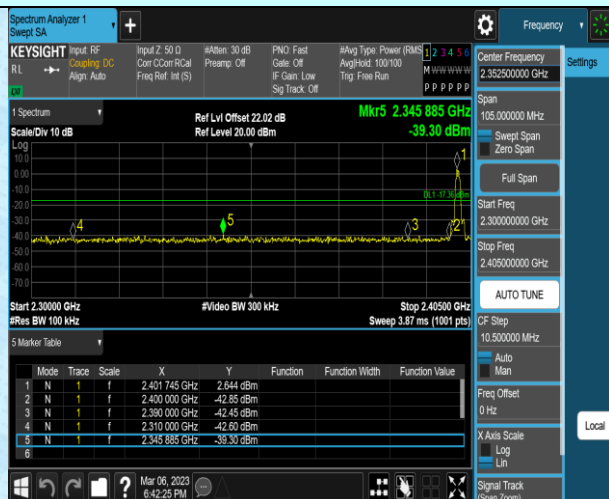 Spectrum Analyzer 1
Swept SA
+
Frequency
KEYSIGHT
RL
Input: RF
Coupling: DC
Align: Auto
Input Z: 50 Ω
Corr CCorr RCal
Freq Ref: Int (S)
#Atten: 30 dB
Preamp: Off
PNO: Fast
Gate: Off
IF Gain: Low
Sig Track: Off
#Avg Type: Power (RMS
Avg|Hold: 100/100
Trig: Free Run
1 2 3 4 5 6
M W W W W W
P P P P P P
1 Spectrum
Scale/Div 10 dB
Ref Lvl Offset 22.02 dB
Ref Level 20.00 dBm
Mkr5 2.345 885 GHz
-39.30 dBm
Log
10.0
0.00
-10.0
-20.0
-30.0
-40.0
-50.0
-60.0
-70.0
DL1 -17.36 dBm
1
4
5
3
2
Start 2.30000 GHz
#Res BW 100 kHz
#Video BW 300 kHz
Stop 2.40500 GHz
Sweep 3.87 ms (1001 pts)
5 Marker Table
Mode Trace Scale X Y Function Function Width Function Value
1 N 1 f 2.401 745 GHz 2.644 dBm
2 N 1 f 2.400 000 GHz -42.85 dBm
3 N 1 f 2.390 000 GHz -42.45 dBm
4 N 1 f 2.310 000 GHz -42.60 dBm
5 N 1 f 2.345 885 GHz -39.30 dBm
6
?
Mar 06, 2023
6:42:25 PM
Center Frequency
2.352500000 GHz
Span
105.000000 MHz
Swept Span
Zero Span
Full Span
Start Freq
2.300000000 GHz
Stop Freq
2.405000000 GHz
AUTO TUNE
CF Step
10.500000 MHz
Auto
Man
Freq Offset
0 Hz
X Axis Scale
Log
Lin
Signal Track
(Span Zoom)
Settings
Local